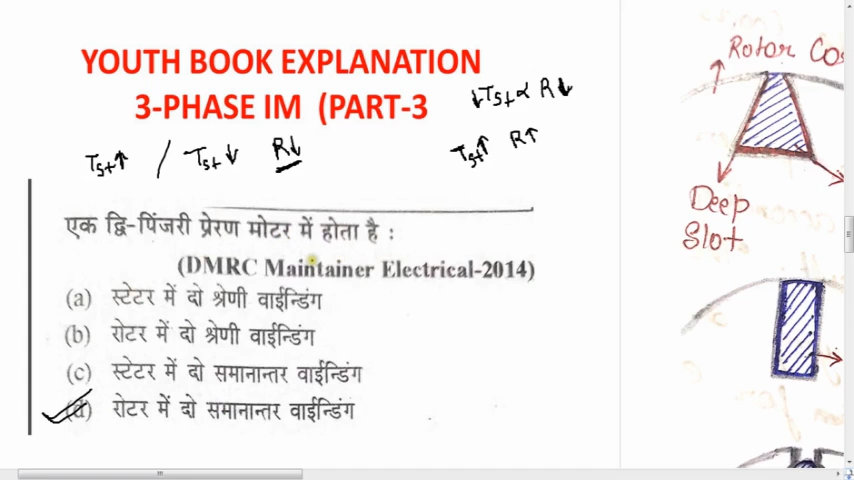 YOUTH BOOK EXPLANATION
3-PHASE IM (PART-3
↓Tst ∝ R↓
Tst↑ / Tst↓ R↓
Tst↑ R↑
एक द्वि-पिंजरी प्रेरण मोटर में होता है :
(DMRC Maintainer Electrical-2014)
(a) स्टेटर में दो श्रेणी वाईन्डिंग
(b) रोटर में दो श्रेणी वाईन्डिंग
(c) स्टेटर में दो समानान्तर वाईन्डिंग
(d) रोटर में दो समानान्तर वाईन्डिंग
Rotor
Deep
Slot